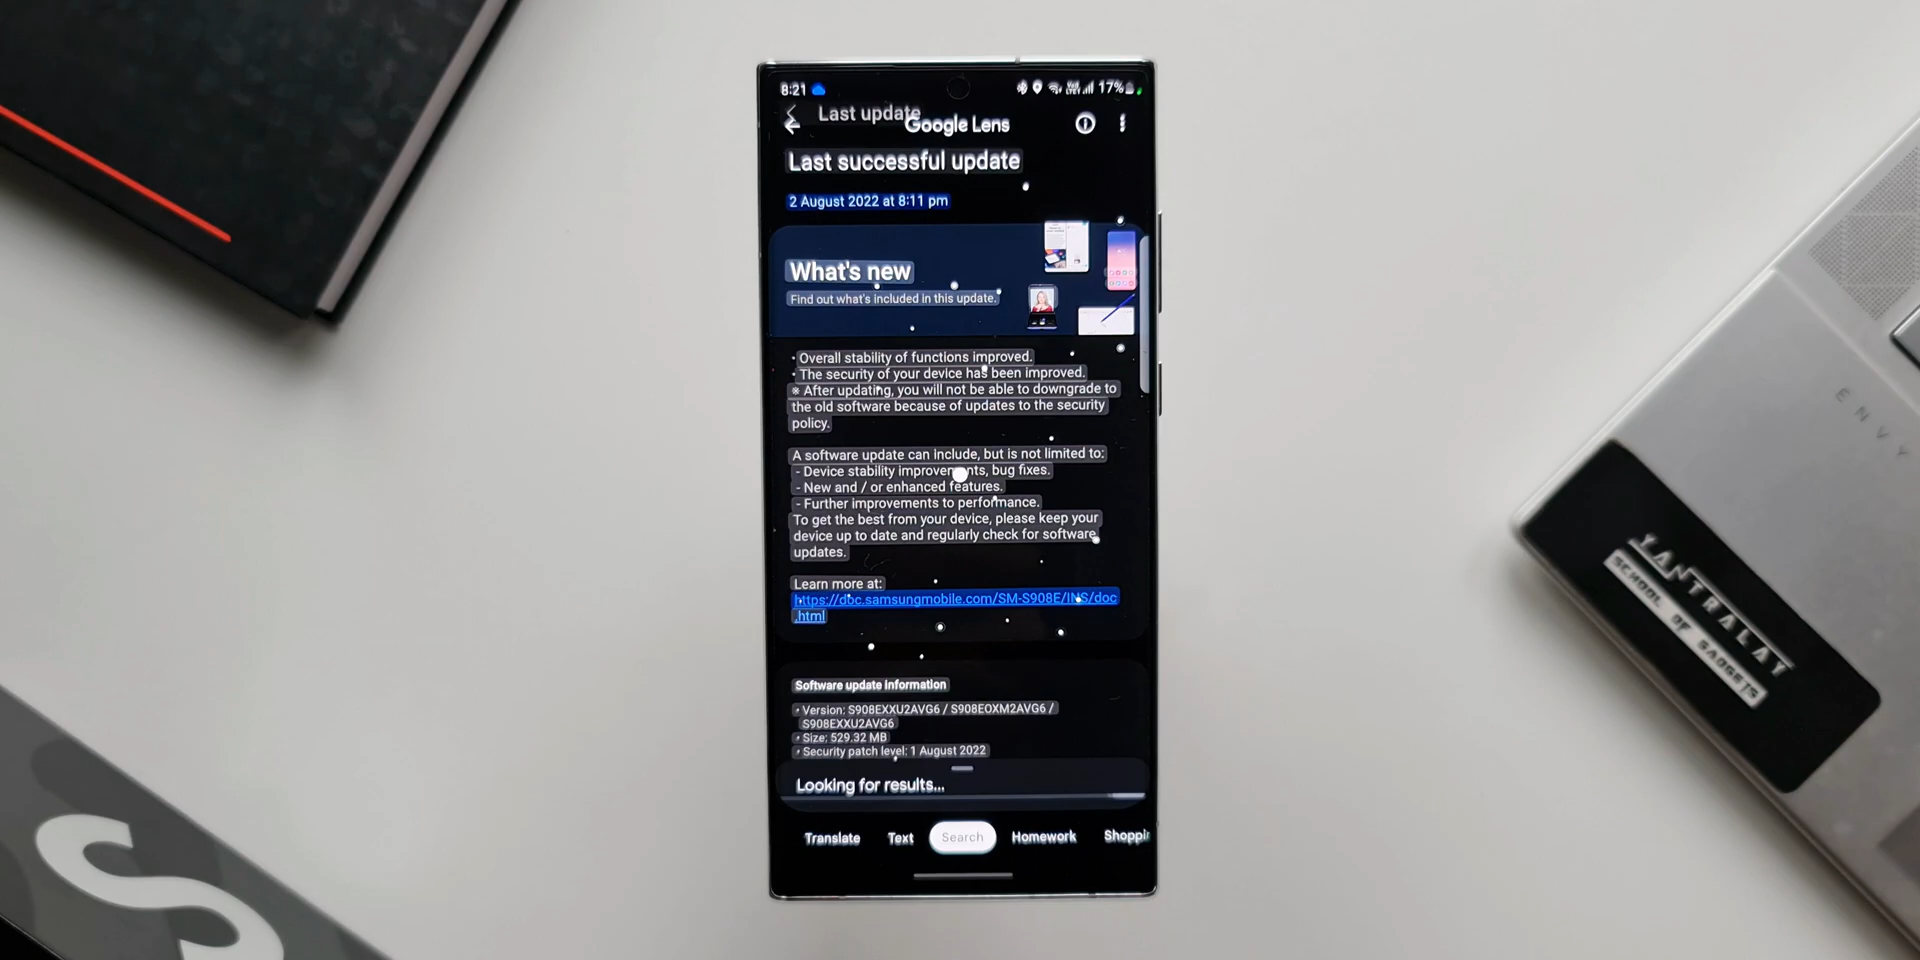 8:21
17%
Last update
Google Lens
Last successful update
2 August 2022 at 8:11 pm
What's new
Find out what's included in this update.
• Overall stability of functions improved.
• The security of your device has been improved.
※ After updating, you will not be able to downgrade to
the old software because of updates to the security
policy.
A software update can include, but is not limited to:
- Device stability improvements, bug fixes.
- New and / or enhanced features.
- Further improvements to performance.
To get the best from your device, please keep your
device up to date and regularly check for software
updates.
Learn more at:
https://doc.samsungmobile.com/SM-S908E/INS/doc
.html
Software update information
• Version: S908EXXU2AVG6 / S908EOXM2AVG6 /
S908EXXU2AVG6
• Size: 529.32 MB
• Security patch level: 1 August 2022
Looking for results...
Translate Text Search Homework Shoppin
ENVY
YANTRALAY
SCHOOL OF GADGETS
S